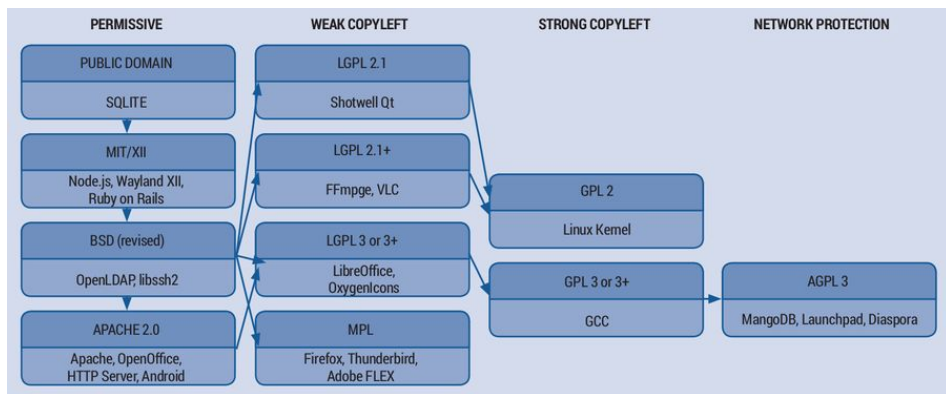 PERMISSIVE
WEAK COPYLEFT
STRONG COPYLEFT
NETWORK PROTECTION
PUBLIC DOMAIN
SQLITE
MIT/XII
Node.js, Wayland XII,
Ruby on Rails
BSD (revised)
OpenLDAP, libssh2
APACHE 2.0
Apache, OpenOffice,
HTTP Server, Android
LGPL 2.1
Shotwell Qt
LGPL 2.1+
FFmpge, VLC
LGPL 3 or 3+
LibreOffice,
OxygenIcons
MPL
Firefox, Thunderbird,
Adobe FLEX
GPL 2
Linux Kernel
GPL 3 or 3+
GCC
AGPL 3
MangoDB, Launchpad, Diaspora